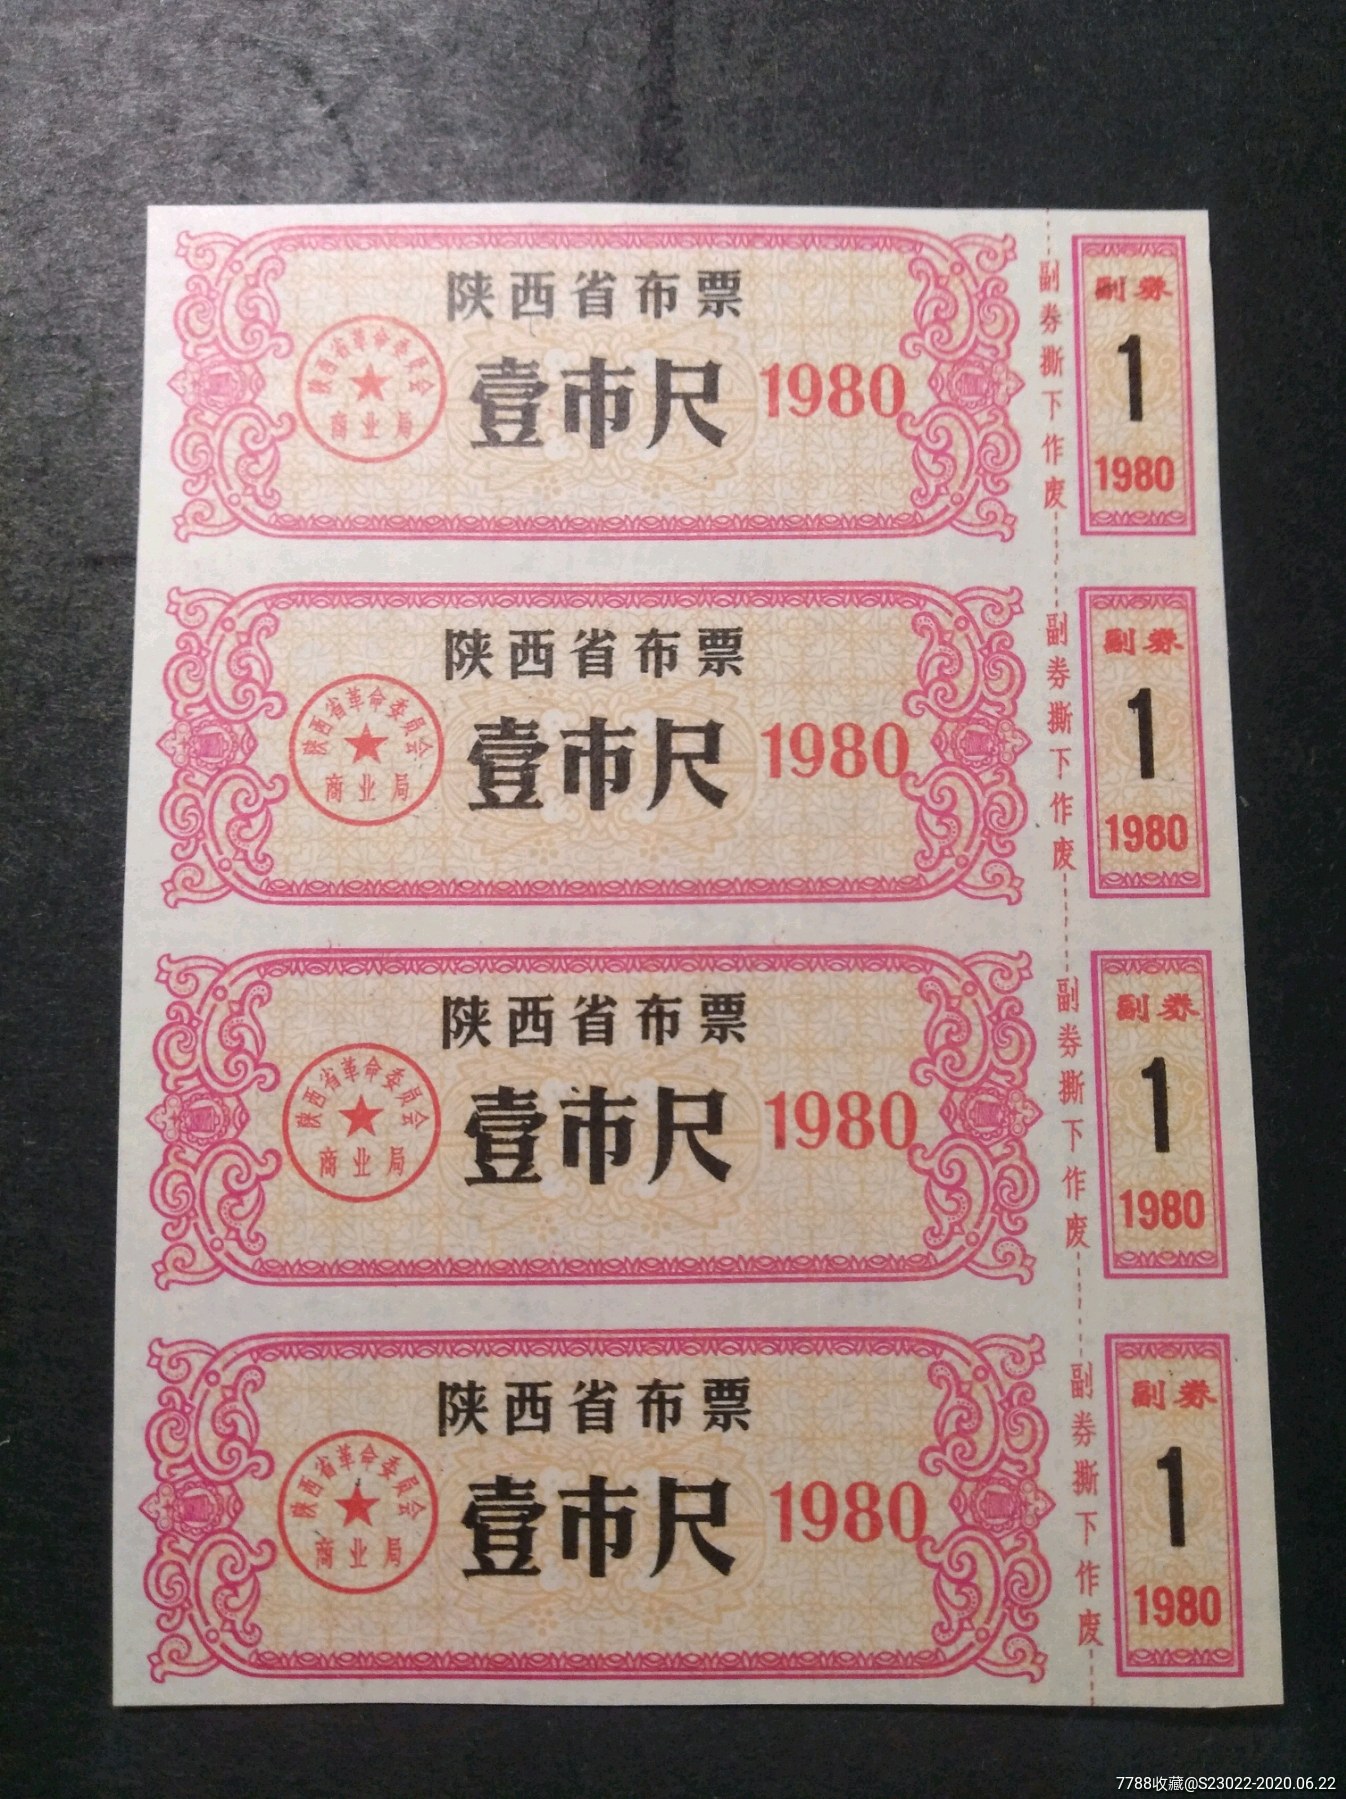 陕西省布票
陕西省革命委员会
商业局
壹市尺
1980
副券撕下作废
副券
1
1980
陕西省布票
陕西省革命委员会
商业局
壹市尺
1980
副券撕下作废
副券
1
1980
陕西省布票
陕西省革命委员会
商业局
壹市尺
1980
副券撕下作废
副券
1
1980
陕西省布票
陕西省革命委员会
商业局
壹市尺
1980
副券撕下作废
副券
1
1980
7788收藏@S23022-2020.06.22